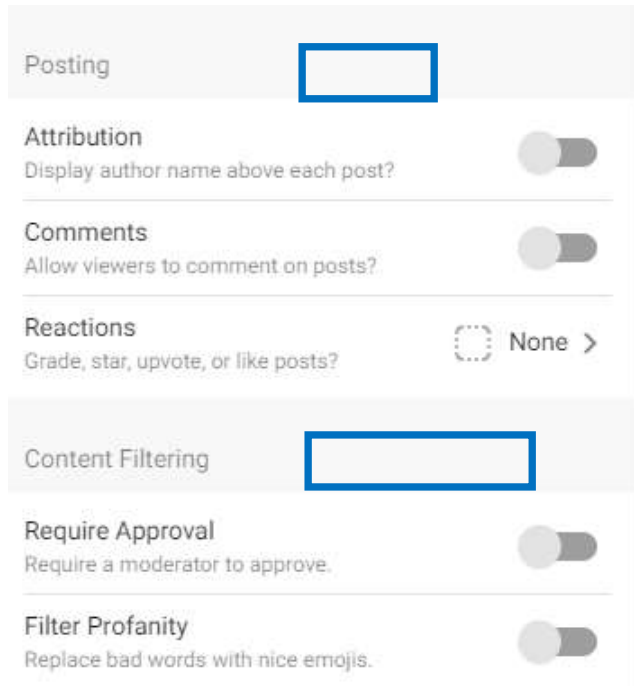 Posting
Attribution
Display author name above each post?
Comments
Allow viewers to comment on posts?
Reactions
Grade, star, upvote, or like posts?
None
Content Filtering
Require Approval
Require a moderator to approve.
Filter Profanity
Replace bad words with nice emojis.